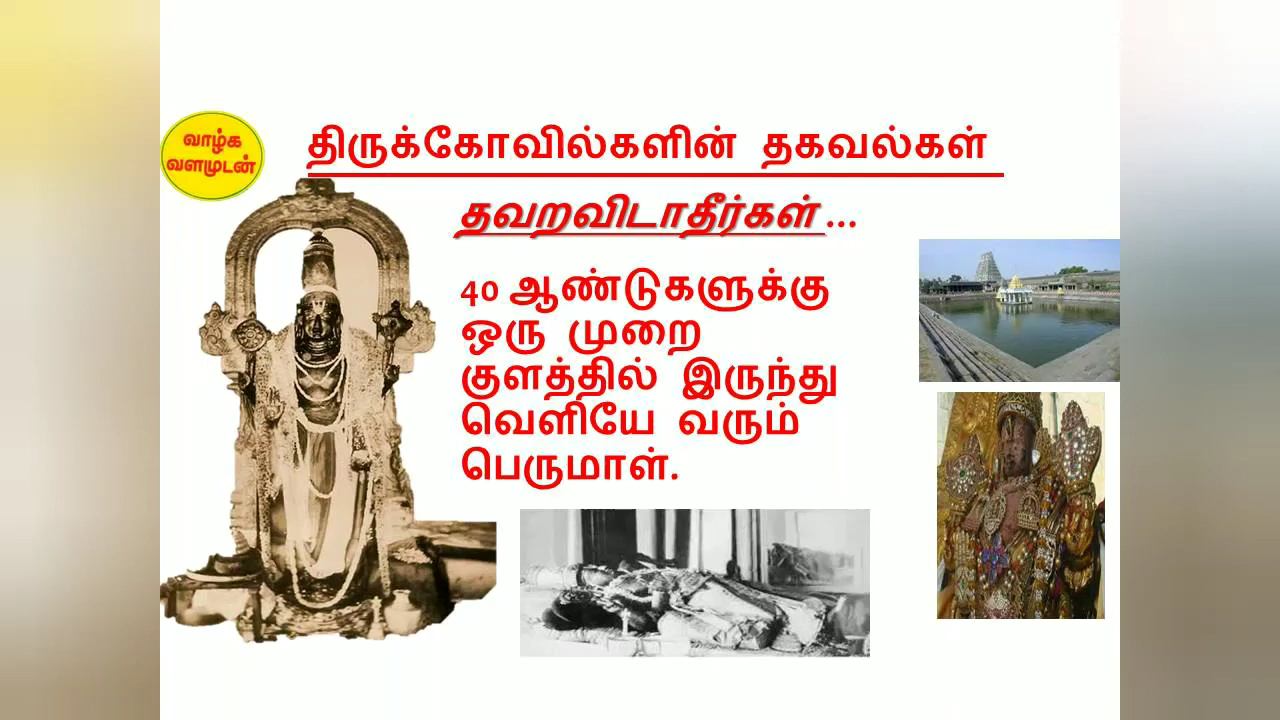 வாழ்க
வளமுடன்
திருக்கோவில்களின் தகவல்கள்
தவறவிடாதீர்கள் ...
40 ஆண்டுகளுக்கு
ஒரு முறை
குளத்தில் இருந்து
வெளியே வரும்
பெருமாள்.